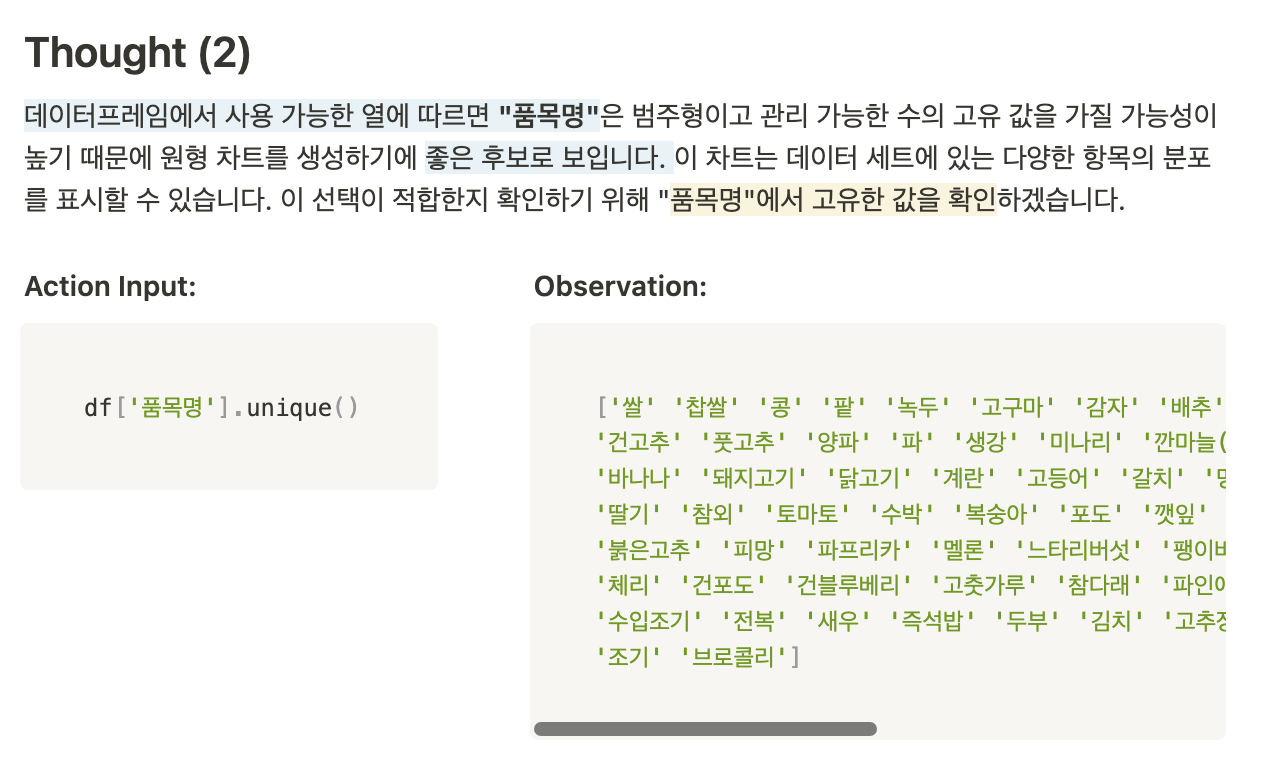 Thought (2)
데이터프레임에서 사용 가능한 열에 따르면 "품목명"은 범주형이고 관리 가능한 수의 고유 값을 가질 가능성이
높기 때문에 원형 차트를 생성하기에 좋은 후보로 보입니다. 이 차트는 데이터 세트에 있는 다양한 항목의 분포
를 표시할 수 있습니다. 이 선택이 적합한지 확인하기 위해 "품목명"에서 고유한 값을 확인하겠습니다.
Action Input:
df['품목명'].unique()
Observation:
['쌀' '찹쌀' '콩' '팥' '녹두' '고구마' '감자' '배추'
'건고추' '풋고추' '양파' '파' '생강' '미나리' '깐마늘(
'바나나' '돼지고기' '닭고기' '계란' '고등어' '갈치'
'딸기' '참외' '토마토' '수박' '복숭아' '포도' '깻잎'
'붉은고추' '피망' '파프리카' '멜론' '느타리버섯' '팽이
'체리' '건포도' '건블루베리' '고춧가루' '참다래' '파인
'수입조기' '전복' '새우' '즉석밥' '두부' '김치' '고추
'조기' '브로콜리']